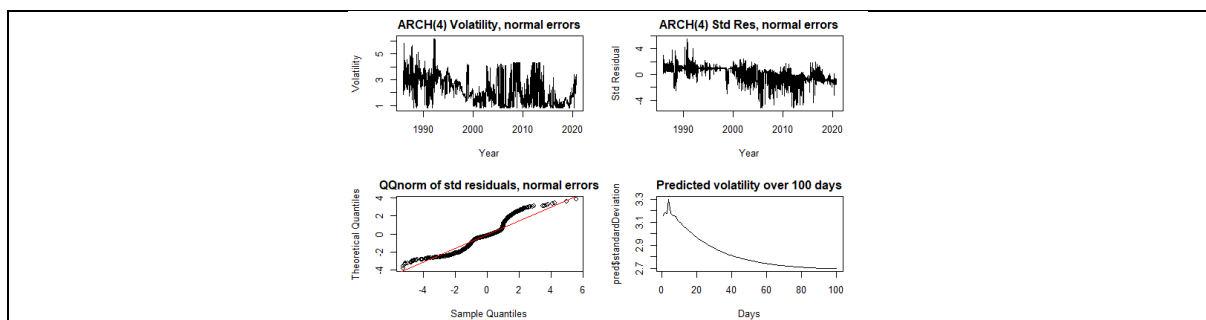 ARCH(4) Volatility, normal errors
Volatility
5
3
1
1990 2000 2010 2020
Year
ARCH(4) Std Res, normal errors
Std Residual
4
0
-4
1990 2000 2010 2020
Year
QQnorm of std residuals, normal errors
Theoretical Quantiles
4
2
0
-2
-4
-4 -2 0 2 4 6
Sample Quantiles
Predicted volatility over 100 days
pred$standardDeviation
3.3
3.1
2.9
2.7
0 20 40 60 80 100
Days